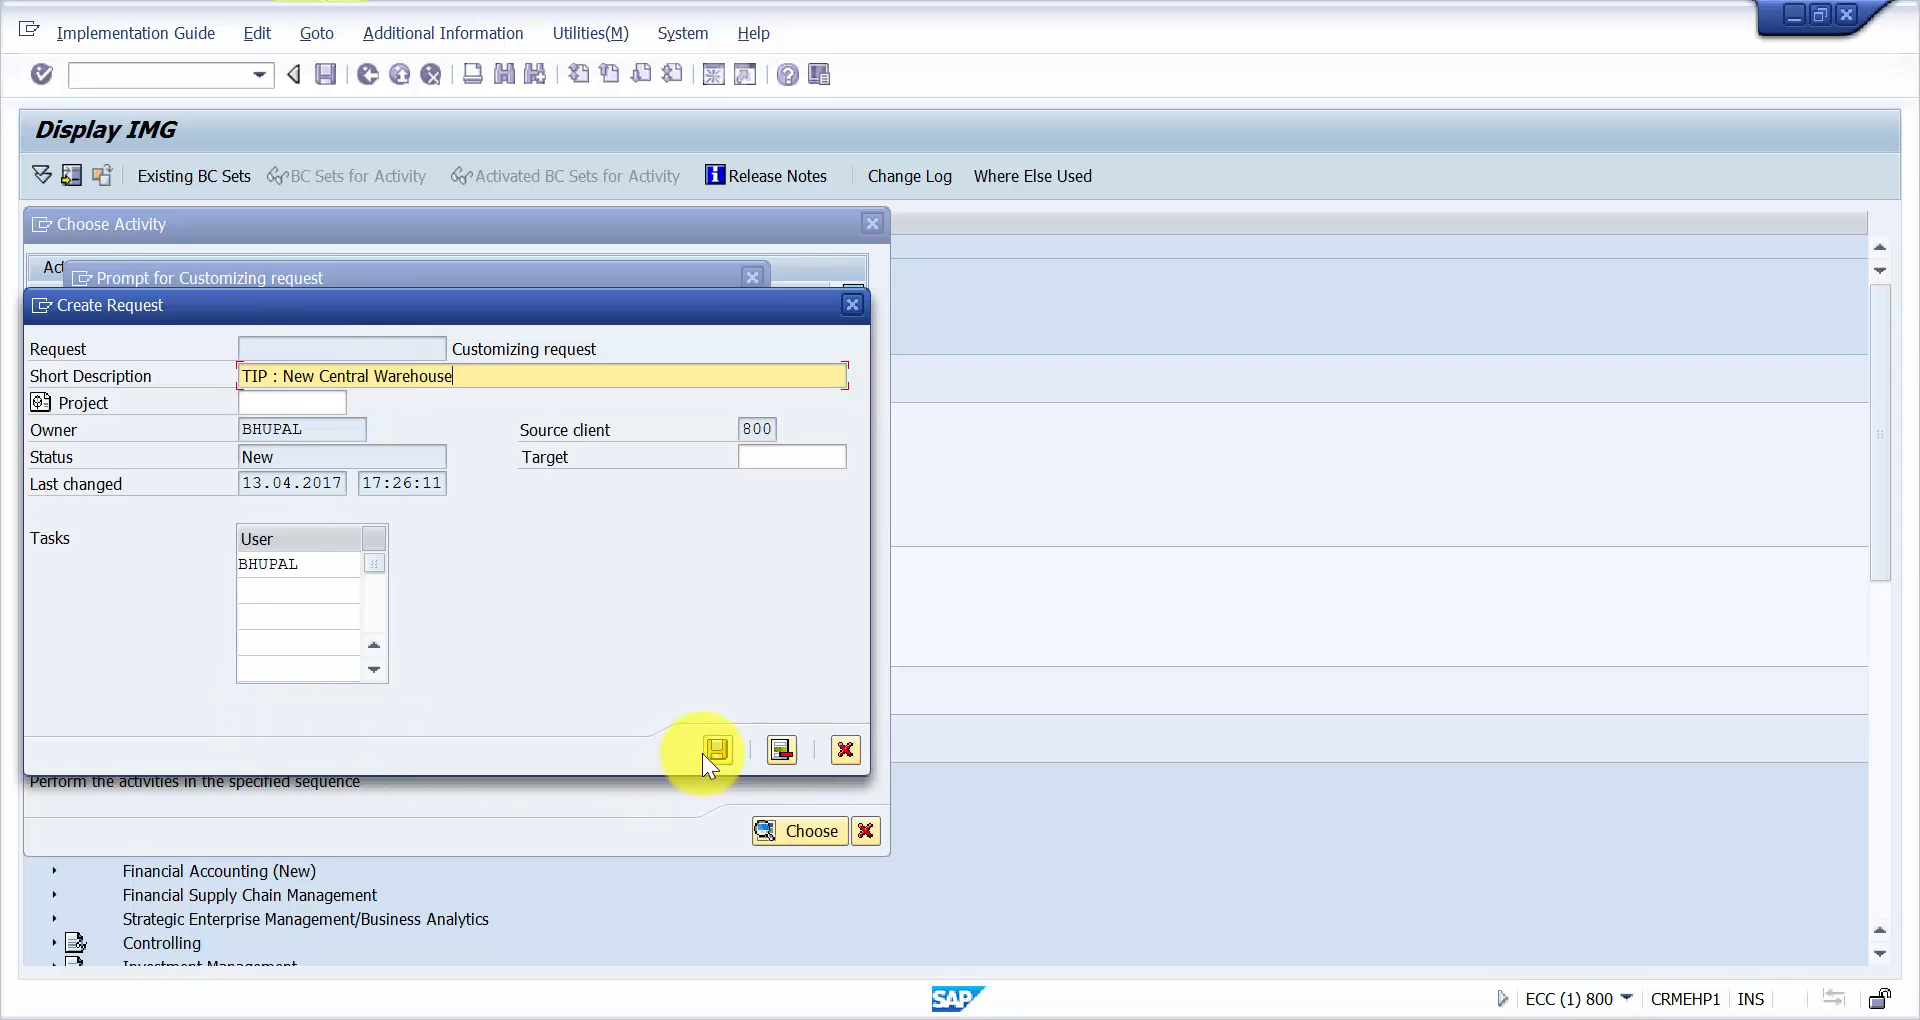 Implementation Guide Edit Goto Additional Information Utilities(M) System Help
Display IMG
Existing BC Sets BC Sets for Activity Activated BC Sets for Activity Release Notes Change Log Where Else Used
Choose Activity
Prompt for Customizing request
Create Request
Request Customizing request
Short Description TIP : New Central Warehouse
Project
Owner BHUPAL Source client 800
Status New Target
Last changed 13.04.2017 17:26:11
Tasks User
BHUPAL
Perform the activities in the specified sequence
Choose
Financial Accounting (New)
Financial Supply Chain Management
Strategic Enterprise Management/Business Analytics
Controlling
Investment Management
SAP ECC (1) 800 CRMEHP1 INS